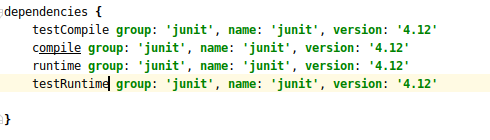 dependencies {
testCompile group: 'junit', name: 'junit', version: '4.12'
compile group: 'junit', name: 'junit', version: '4.12'
runtime group: 'junit', name: 'junit', version: '4.12'
testRuntime group: 'junit', name: 'junit', version: '4.12'
}